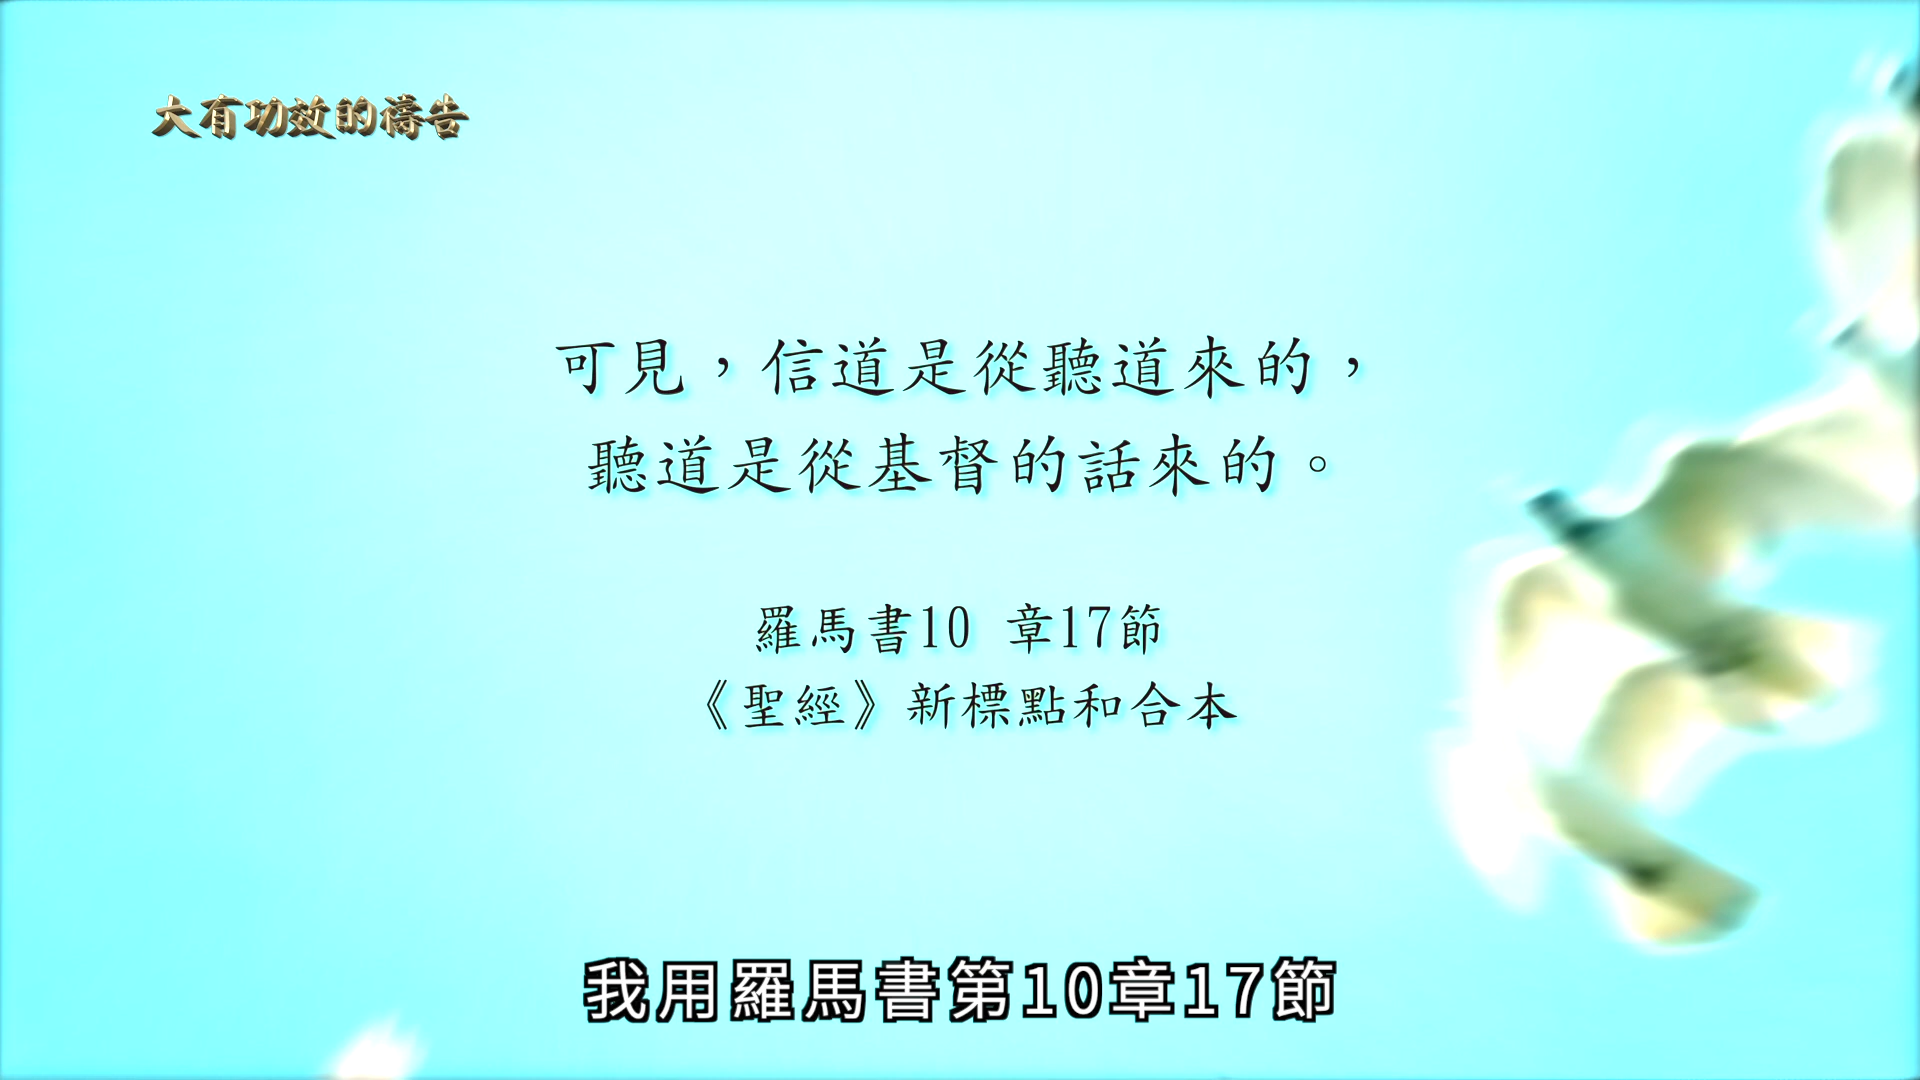 大有功效的禱告
可見，信道是從聽道來的，
聽道是從基督的話來的。
羅馬書10 章17節
《聖經》新標點和合本
我用羅馬書第10章17節